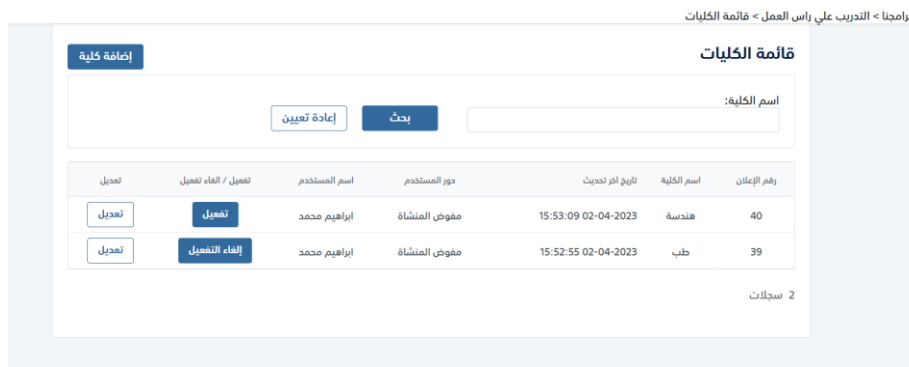 برامجنا > التدريب علي راس العمل > قائمة الكليات
قائمة الكليات
إضافة كلية
اسم الكلية:
بحث
إعادة تعيين
رقم الإعلان اسم الكلية تاريخ اخر تحديث دور المستخدم اسم المستخدم تفعيل / الغاء تفعيل تعديل
40 هندسة 15:53:09 02-04-2023 مفوض المنشاة ابراهيم محمد تفعيل تعديل
39 طب 15:52:55 02-04-2023 مفوض المنشاة ابراهيم محمد إلغاء التفعيل تعديل
2 سجلات